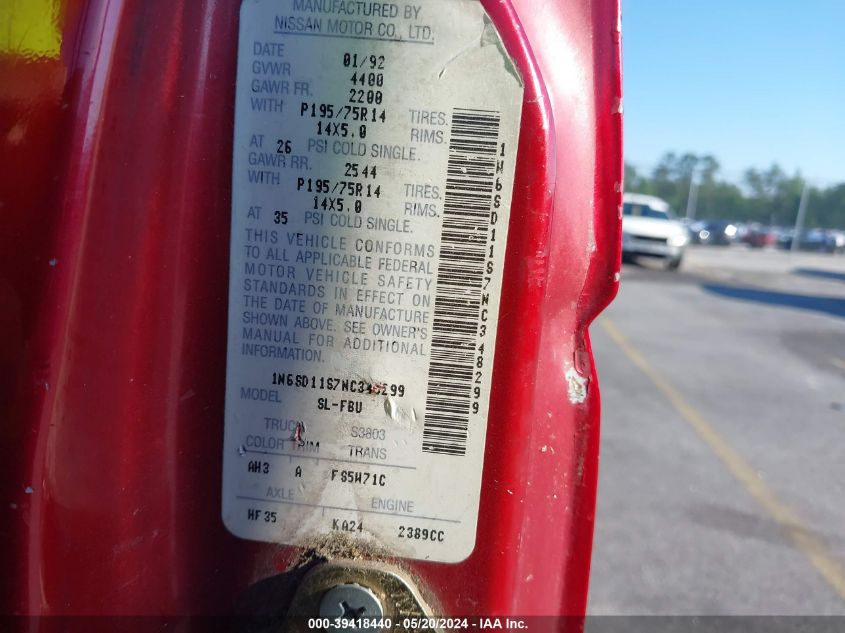 MANUFACTURED BY
NISSAN MOTOR CO., LTD.
DATE 01/92
GVWR 4400
GAWR FR. 2200
WITH P195/75R14 TIRES.
14X5.0 RIMS.
AT 26 PSI COLD SINGLE.
GAWR RR. 2544
WITH P195/75R14 TIRES.
14X5.0 RIMS.
AT 35 PSI COLD SINGLE.
THIS VEHICLE CONFORMS
TO ALL APPLICABLE FEDERAL
MOTOR VEHICLE SAFETY
STANDARDS IN EFFECT ON
THE DATE OF MANUFACTURE
SHOWN ABOVE. SEE OWNER'S
MANUAL FOR ADDITIONAL
INFORMATION.
1N6SD11S7NC348299
MODEL SL-FBU
TRUCK S3803
COLOR TRIM TRANS
AH3 A FS5W71C
AXLE ENGINE
HF35 KA24 2389CC
1N6SD11S7NC348299
000-39418440 - 05/20/2024 - IAA Inc.